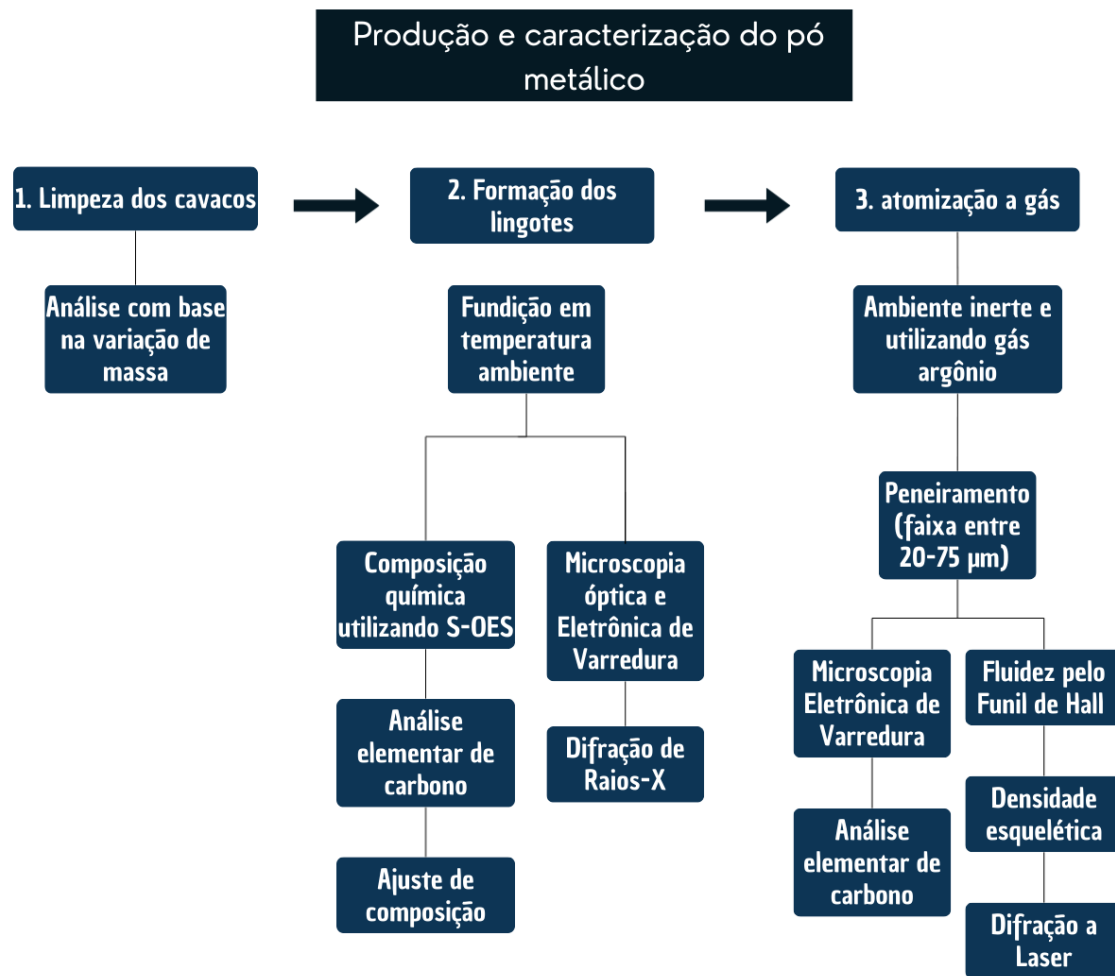 Produção e caracterização do pó
metálico
1. Limpeza dos cavacos
Análise com base
na variação de
massa
2. Formação dos
lingotes
Fundição em
temperatura
ambiente
Composição
química
utilizando S-OES
Análise
elementar de
carbono
Ajuste de
composição
Microscopia
óptica e
Eletrônica de
Varredura
Difração de
Raios-X
3. atomização a gás
Ambiente inerte e
utilizando gás
argônio
Peneiramento
(faixa entre
20-75 µm)
Microscopia
Eletrônica de
Varredura
Análise
elementar de
carbono
Fluidez pelo
Funil de Hall
Densidade
esquelética
Difração a
Laser